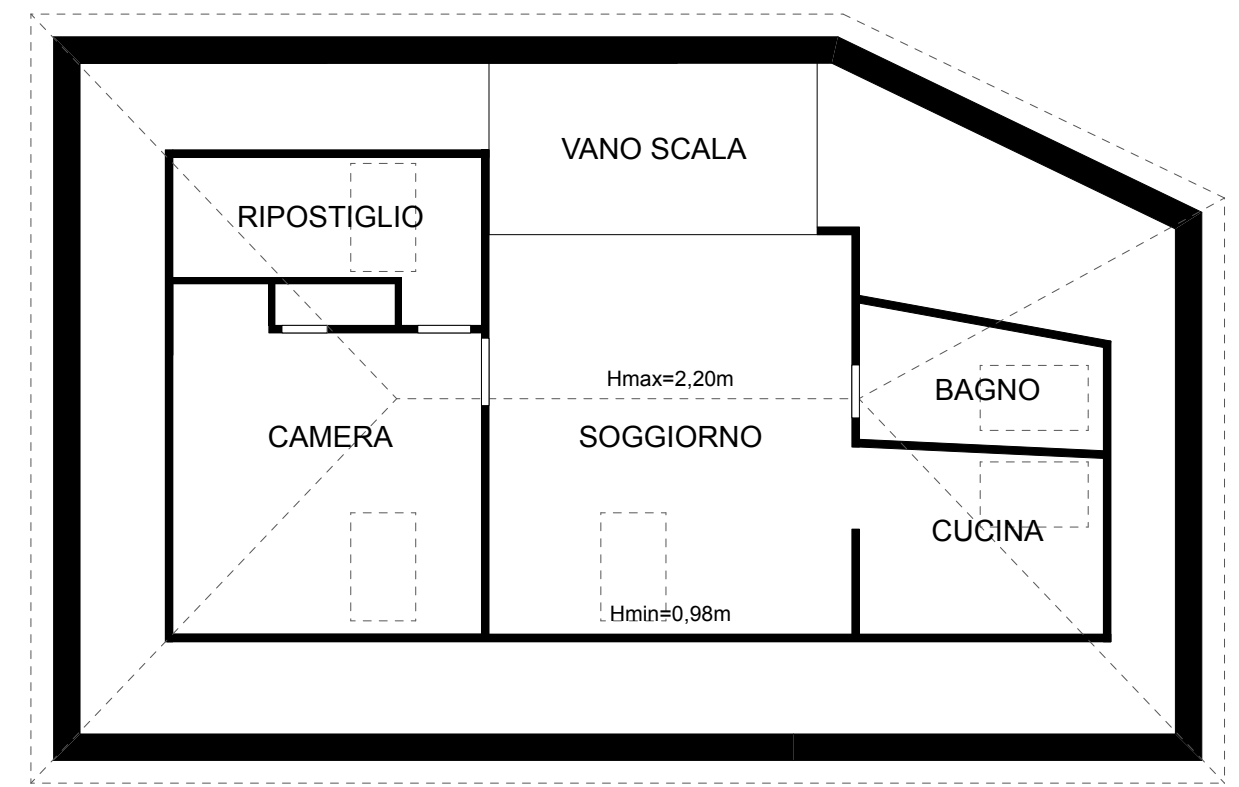 VANO SCALA
RIPOSTIGLIO
Hmax=2,20m
BAGNO
CAMERA
SOGGIORNO
CUCINA
Hmin=0,98m